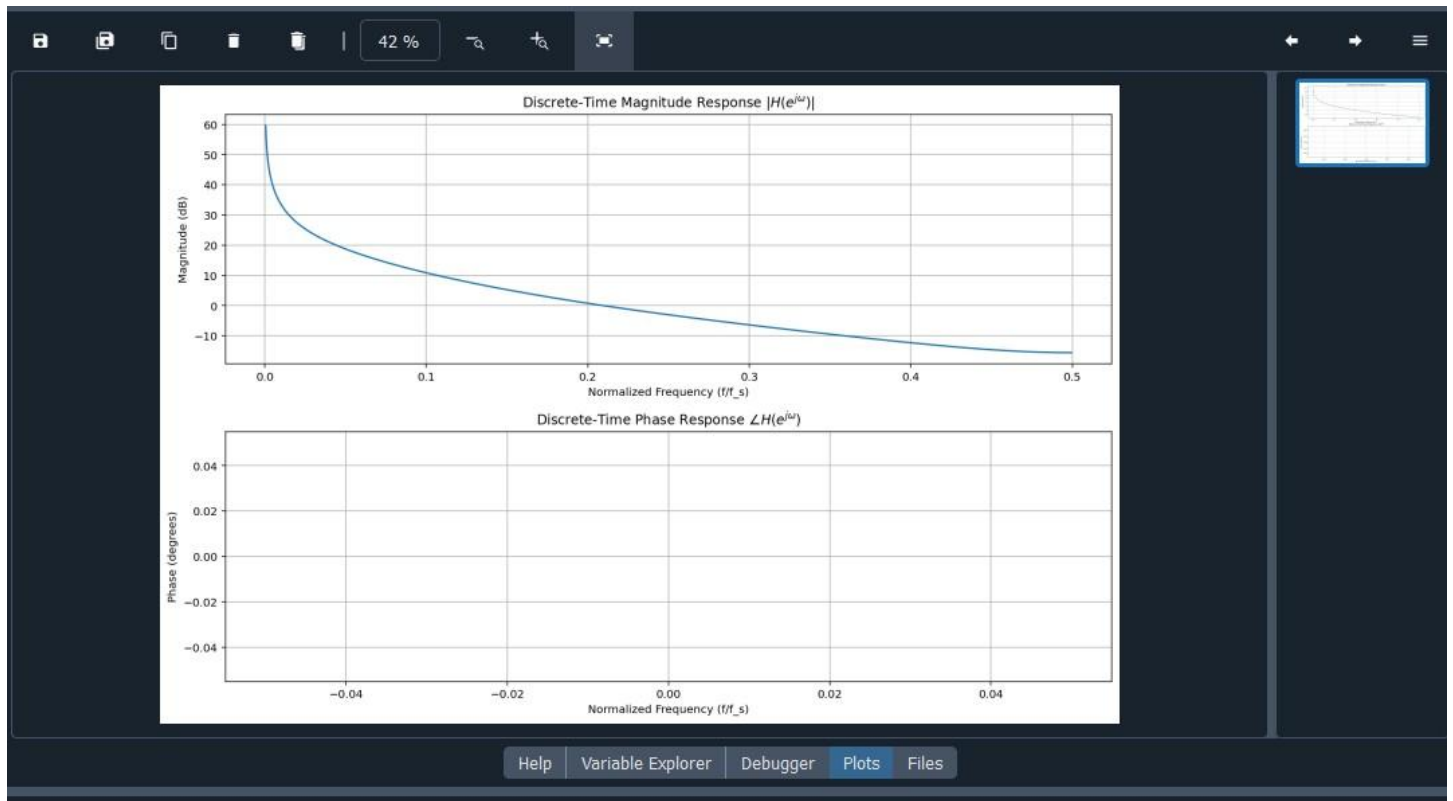 42 %
Discrete-Time Magnitude Response |H(e^{jω})|
Magnitude (dB)
60
50
40
30
20
10
0
−10
0.0 0.1 0.2 0.3 0.4 0.5
Normalized Frequency (f/f_s)
Discrete-Time Phase Response ∠H(e^{jω})
Phase (degrees)
0.04
0.02
0.00
−0.02
−0.04
−0.04 −0.02 0.00 0.02 0.04
Normalized Frequency (f/f_s)
Help Variable Explorer Debugger Plots Files